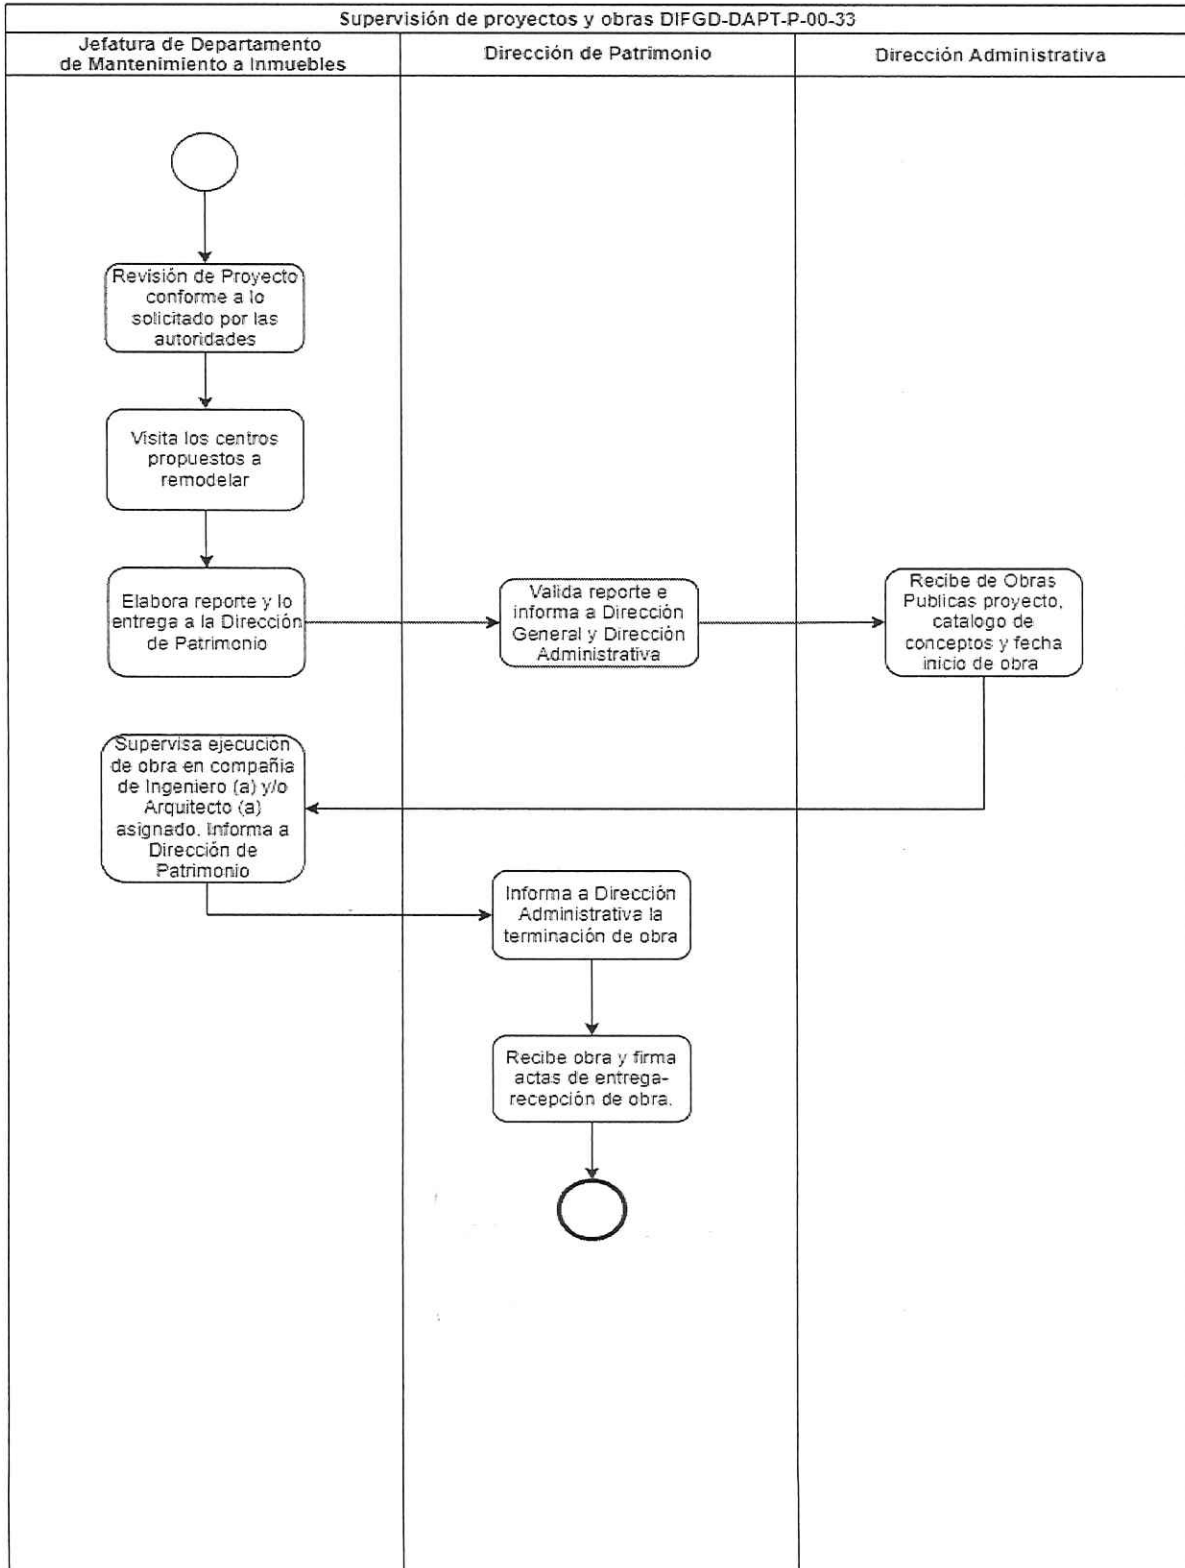 Supervisión de proyectos y obras DIFGD-DAPT-P-00-33
Jefatura de Departamento
de Mantenimiento a Inmuebles
Dirección de Patrimonio
Dirección Administrativa
Revisión de Proyecto
conforme a lo
solicitado por las
autoridades
Visita los centros
propuestos a
remodelar
Elabora reporte y lo
entrega a la Dirección
de Patrimonio
Valida reporte e
informa a Dirección
General y Dirección
Administrativa
Recibe de Obras
Publicas proyecto,
catalogo de
conceptos y fecha
inicio de obra
Supervisa ejecución
de obra en compañia
de Ingeniero (a) y/o
Arquitecto (a)
asignado. Informa a
Dirección de
Patrimonio
Informa a Dirección
Administrativa la
terminación de obra
Recibe obra y firma
actas de entrega-
recepción de obra.